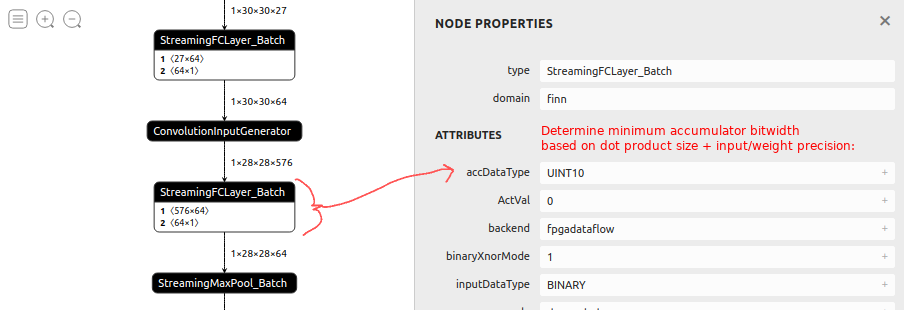 1×30×30×27
StreamingFCLayer_Batch
1 ⟨27×64⟩
2 ⟨64×1⟩
1×30×30×64
ConvolutionInputGenerator
1×28×28×576
StreamingFCLayer_Batch
1 ⟨576×64⟩
2 ⟨64×1⟩
1×28×28×64
StreamingMaxPool_Batch
NODE PROPERTIES ×
type StreamingFCLayer_Batch
domain finn
ATTRIBUTES
Determine minimum accumulator bitwidth
based on dot product size + input/weight precision:
accDataType UINT10 +
ActVal 0 +
backend fpgadataflow +
binaryXnorMode 1 +
inputDataType BINARY +